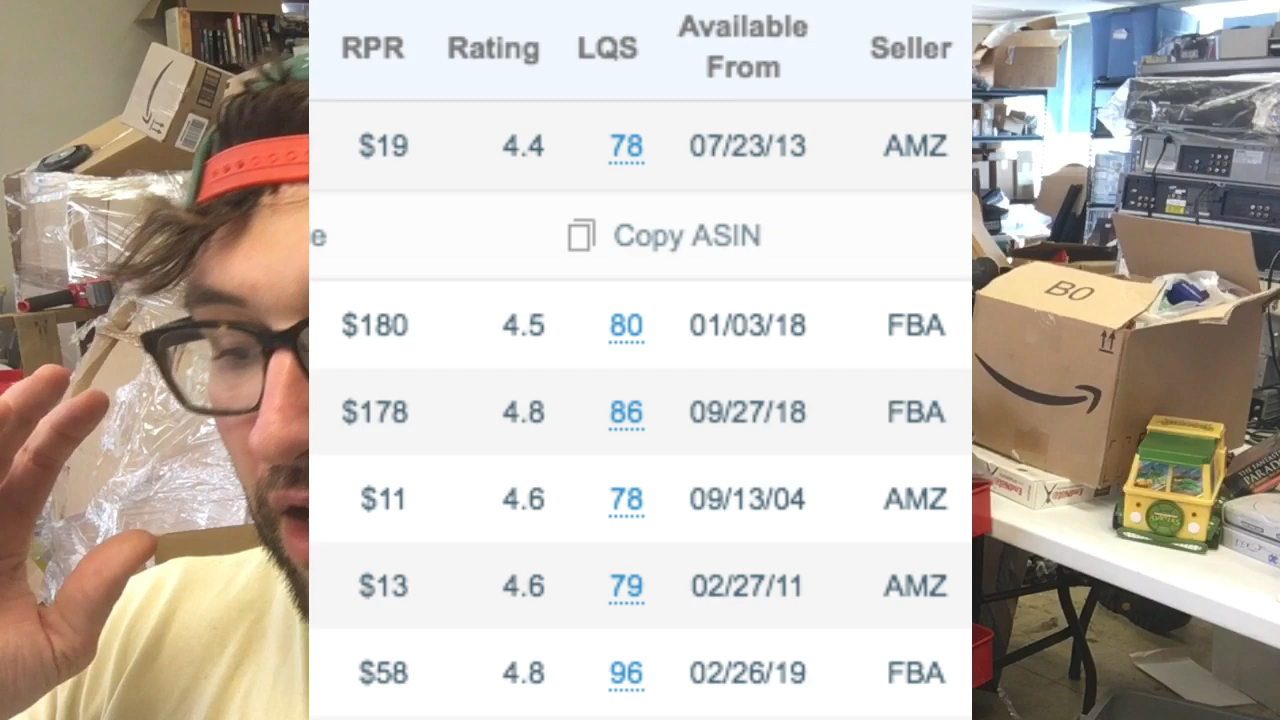 RPR Rating LQS Available From Seller
$19 4.4 78 07/23/13 AMZ
e Copy ASIN
$180 4.5 80 01/03/18 FBA
$178 4.8 86 09/27/18 FBA
$11 4.6 78 09/13/04 AMZ
$13 4.6 79 02/27/11 AMZ
$58 4.8 96 02/26/19 FBA
BO